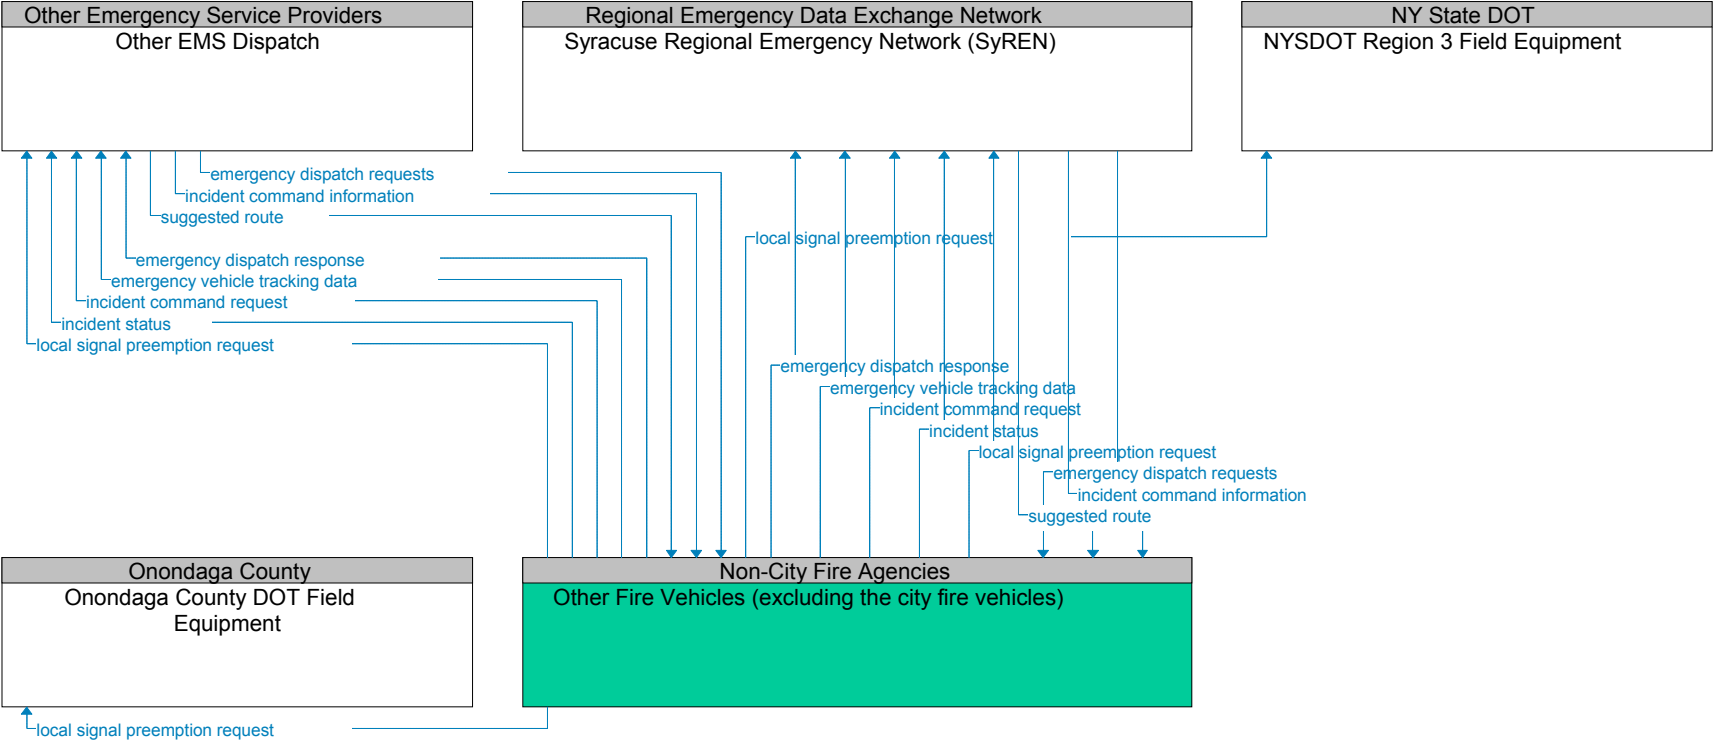 Other Emergency Service Providers
Other EMS Dispatch
Regional Emergency Data Exchange Network
Syracuse Regional Emergency Network (SyREN)
NY State DOT
NYSDOT Region 3 Field Equipment
emergency dispatch requests
incident command information
suggested route
local signal preemption request
emergency dispatch response
emergency vehicle tracking data
incident command request
incident status
local signal preemption request
emergency dispatch response
emergency vehicle tracking data
incident command request
incident status
local signal preemption request
emergency dispatch requests
incident command information
suggested route
Onondaga County
Onondaga County DOT Field
Equipment
Non-City Fire Agencies
Other Fire Vehicles (excluding the city fire vehicles)
local signal preemption request